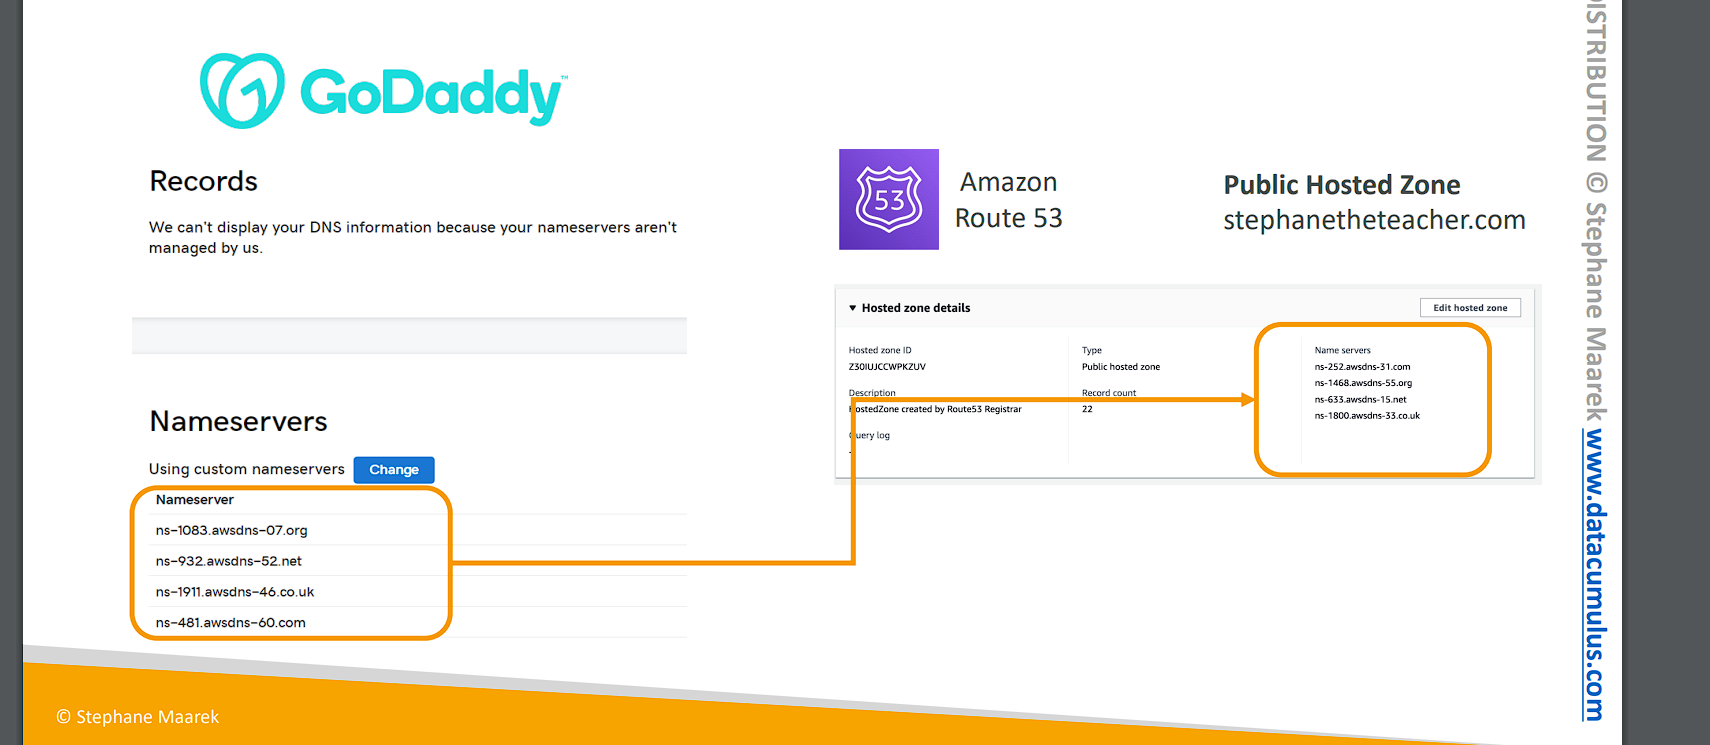 GoDaddy™
Records
We can't display your DNS information because your nameservers aren't
managed by us.
Nameservers
Using custom nameservers Change
Nameserver
ns-1083.awsdns-07.org
ns-932.awsdns-52.net
ns-1911.awsdns-46.co.uk
ns-481.awsdns-60.com
53
Amazon
Route 53
Public Hosted Zone
stephanetheteacher.com
▼ Hosted zone details
Edit hosted zone
Hosted zone ID
Z30IUJCCWPKZUV
Description
HostedZone created by Route53 Registrar
Query log
-
Type
Public hosted zone
Record count
22
Name servers
ns-252.awsdns-31.com
ns-1468.awsdns-55.org
ns-633.awsdns-15.net
ns-1800.awsdns-33.co.uk
© Stephane Maarek
DISTRIBUTION © Stephane Maarek www.datacumulus.com